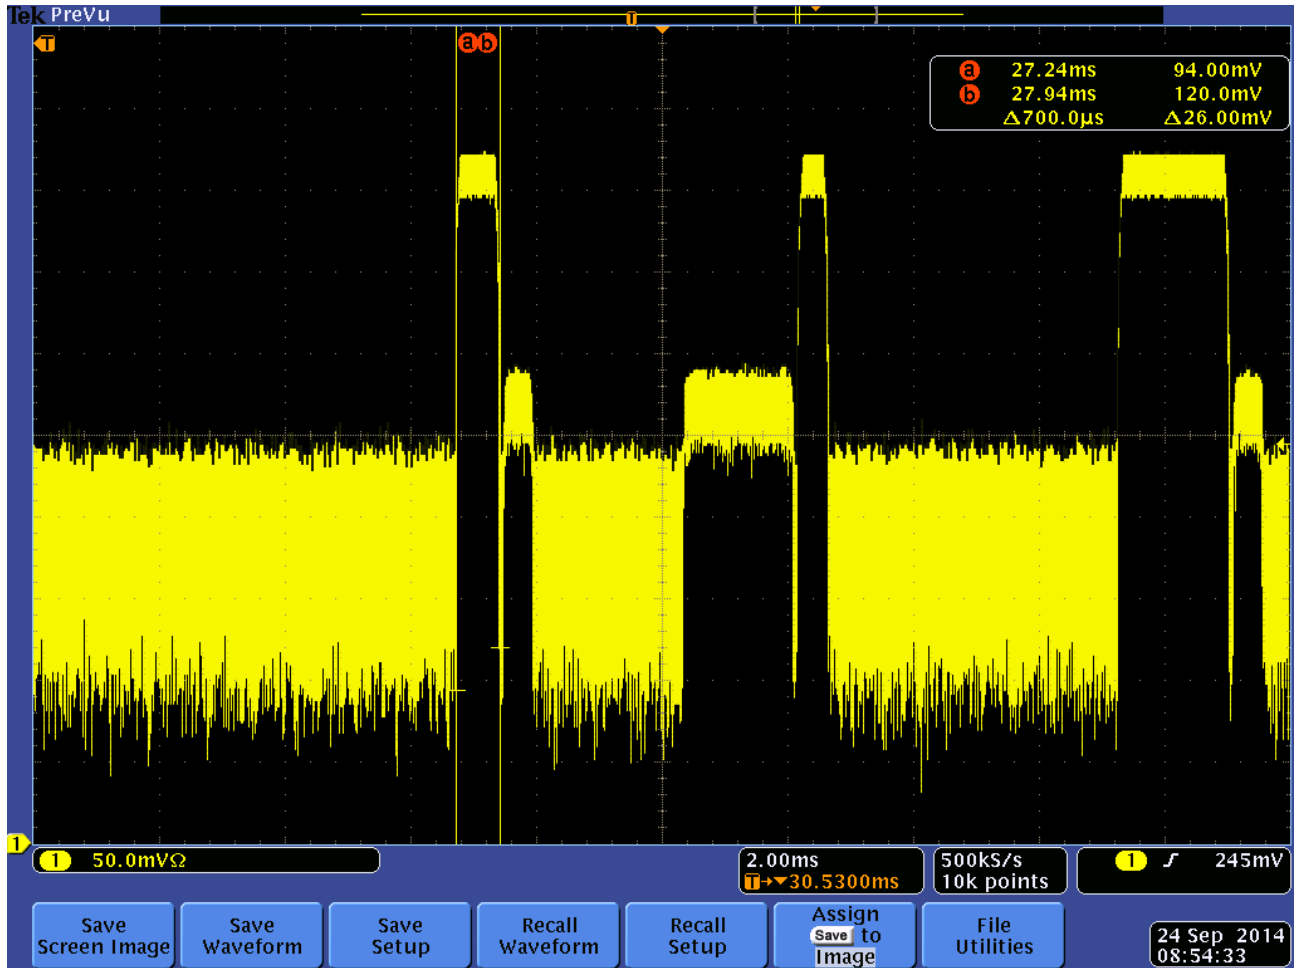 Tek PreVu
T
T
a b
a 27.24ms 94.00mV
b 27.94ms 120.0mV
Δ700.0µs Δ26.00mV
1
1 50.0mVΩ
2.00ms
T→▼30.5300ms
500kS/s
10k points
1 ʃ 245mV
Save
Screen Image
Save
Waveform
Save
Setup
Recall
Waveform
Recall
Setup
Assign
Save to
Image
File
Utilities
24 Sep 2014
08:54:33